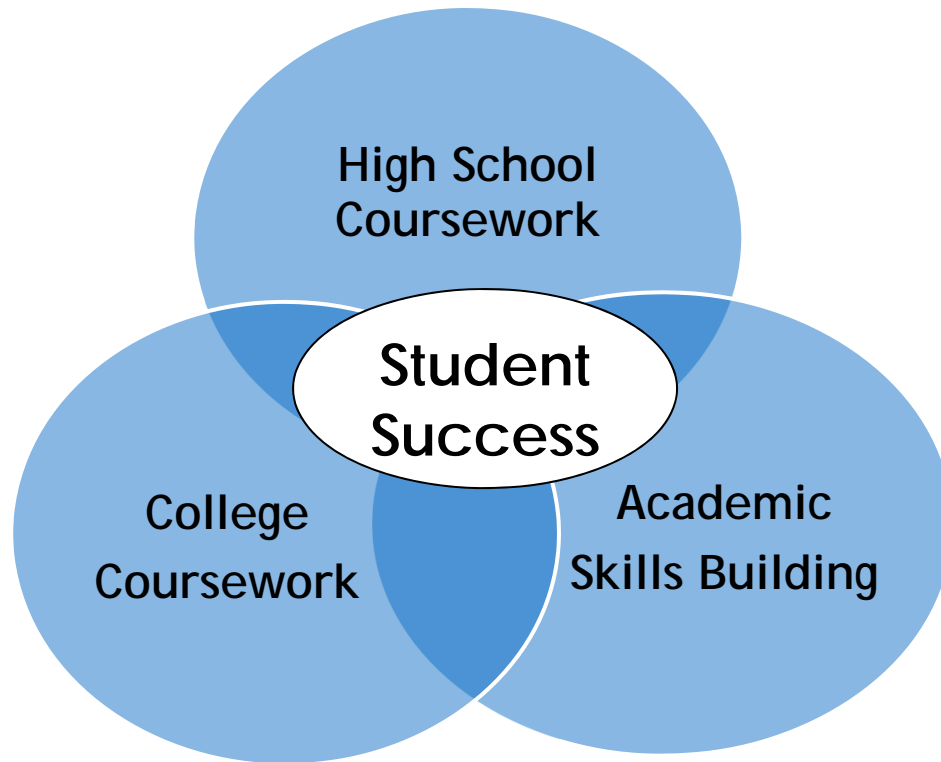 High School
Coursework
Student
Success
College
Coursework
Academic
Skills Building